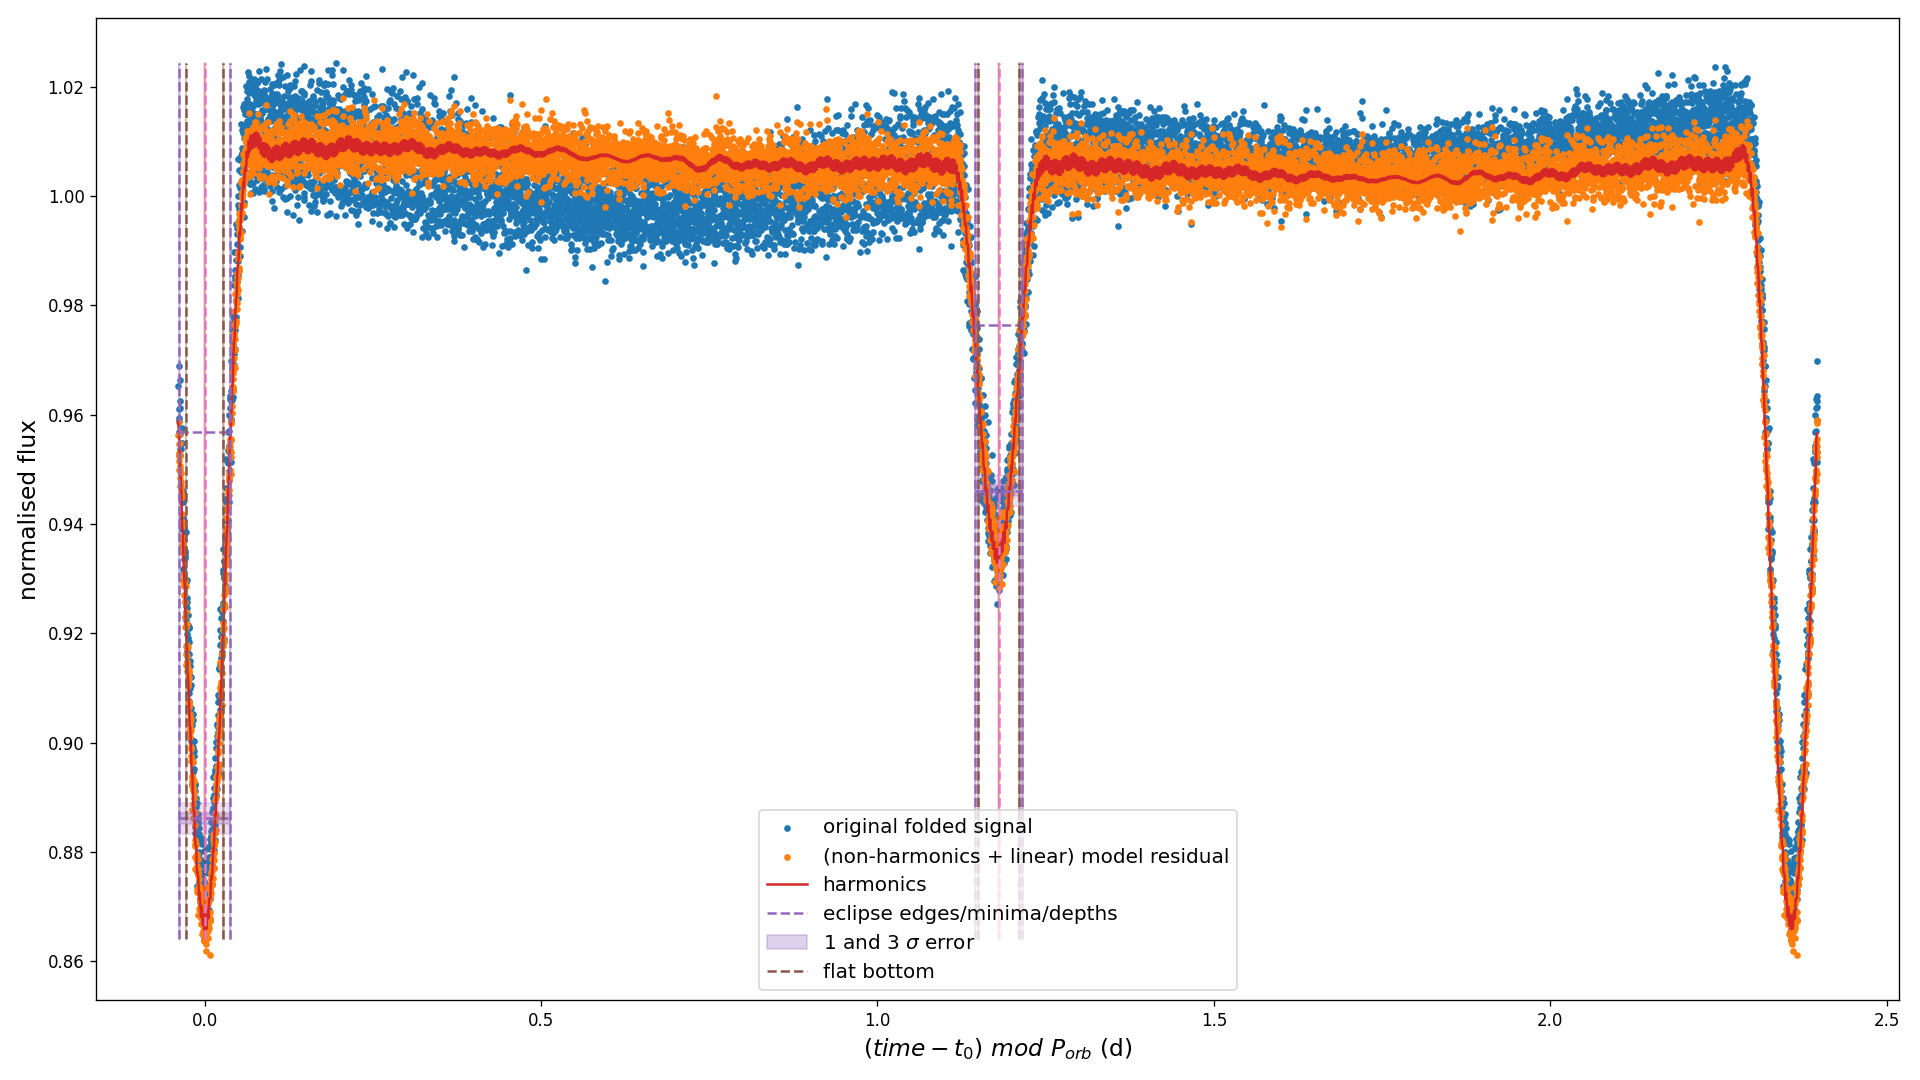 normalised flux
1.02
1.00
0.98
0.96
0.94
0.92
0.90
0.88
0.86
original folded signal
(non-harmonics + linear) model residual
harmonics
eclipse edges/minima/depths
1 and 3 σ error
flat bottom
0.0 0.5 1.0 1.5 2.0 2.5
(time − t₀) mod Pₒᵣ♭ (d)